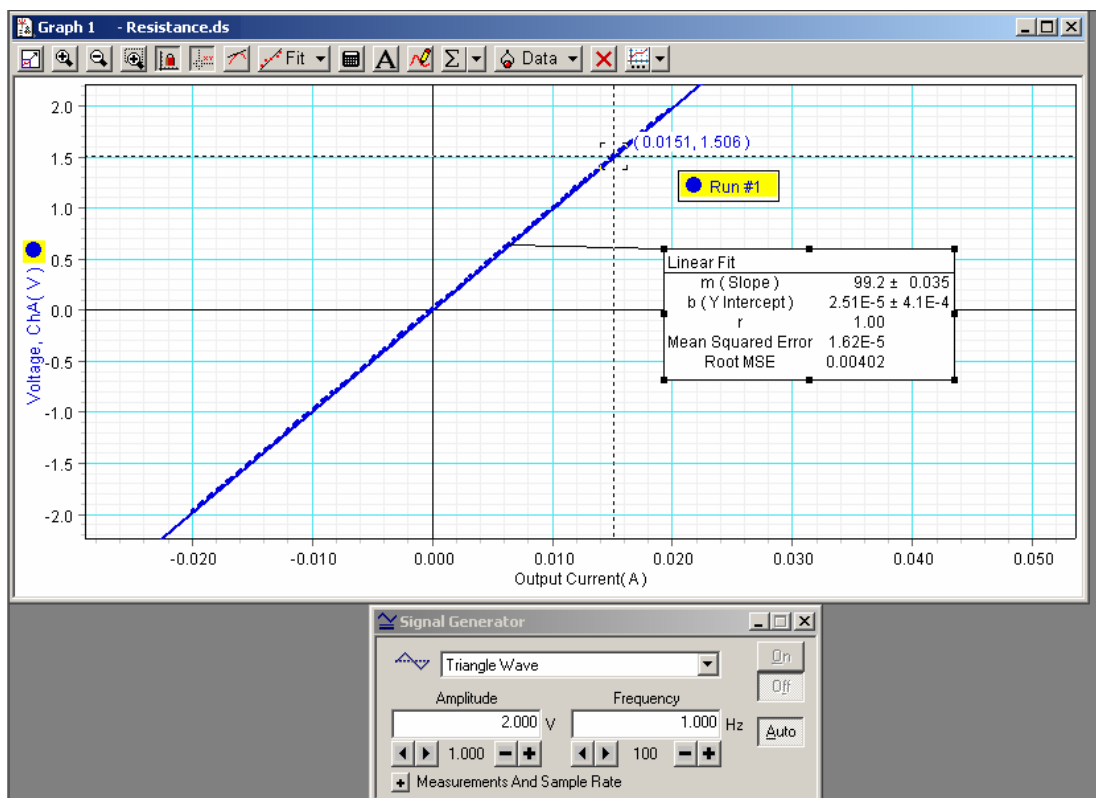 Graph 1 - Resistance.ds
Fit A Σ Data
2.0
( 0.0151, 1.506 )
1.5
Run #1
1.0
Voltage, ChA( V )
0.5
0.0
-0.5
-1.0
-1.5
-2.0
Linear Fit
m ( Slope ) 99.2 ± 0.035
b ( Y Intercept ) 2.51E-5 ± 4.1E-4
r 1.00
Mean Squared Error 1.62E-5
Root MSE 0.00402
-0.020 -0.010 0.000 0.010 0.020 0.030 0.040 0.050
Output Current( A )
Signal Generator
Triangle Wave
On
Off
Auto
Amplitude Frequency
2.000 V 1.000 Hz
1.000 100
Measurements And Sample Rate